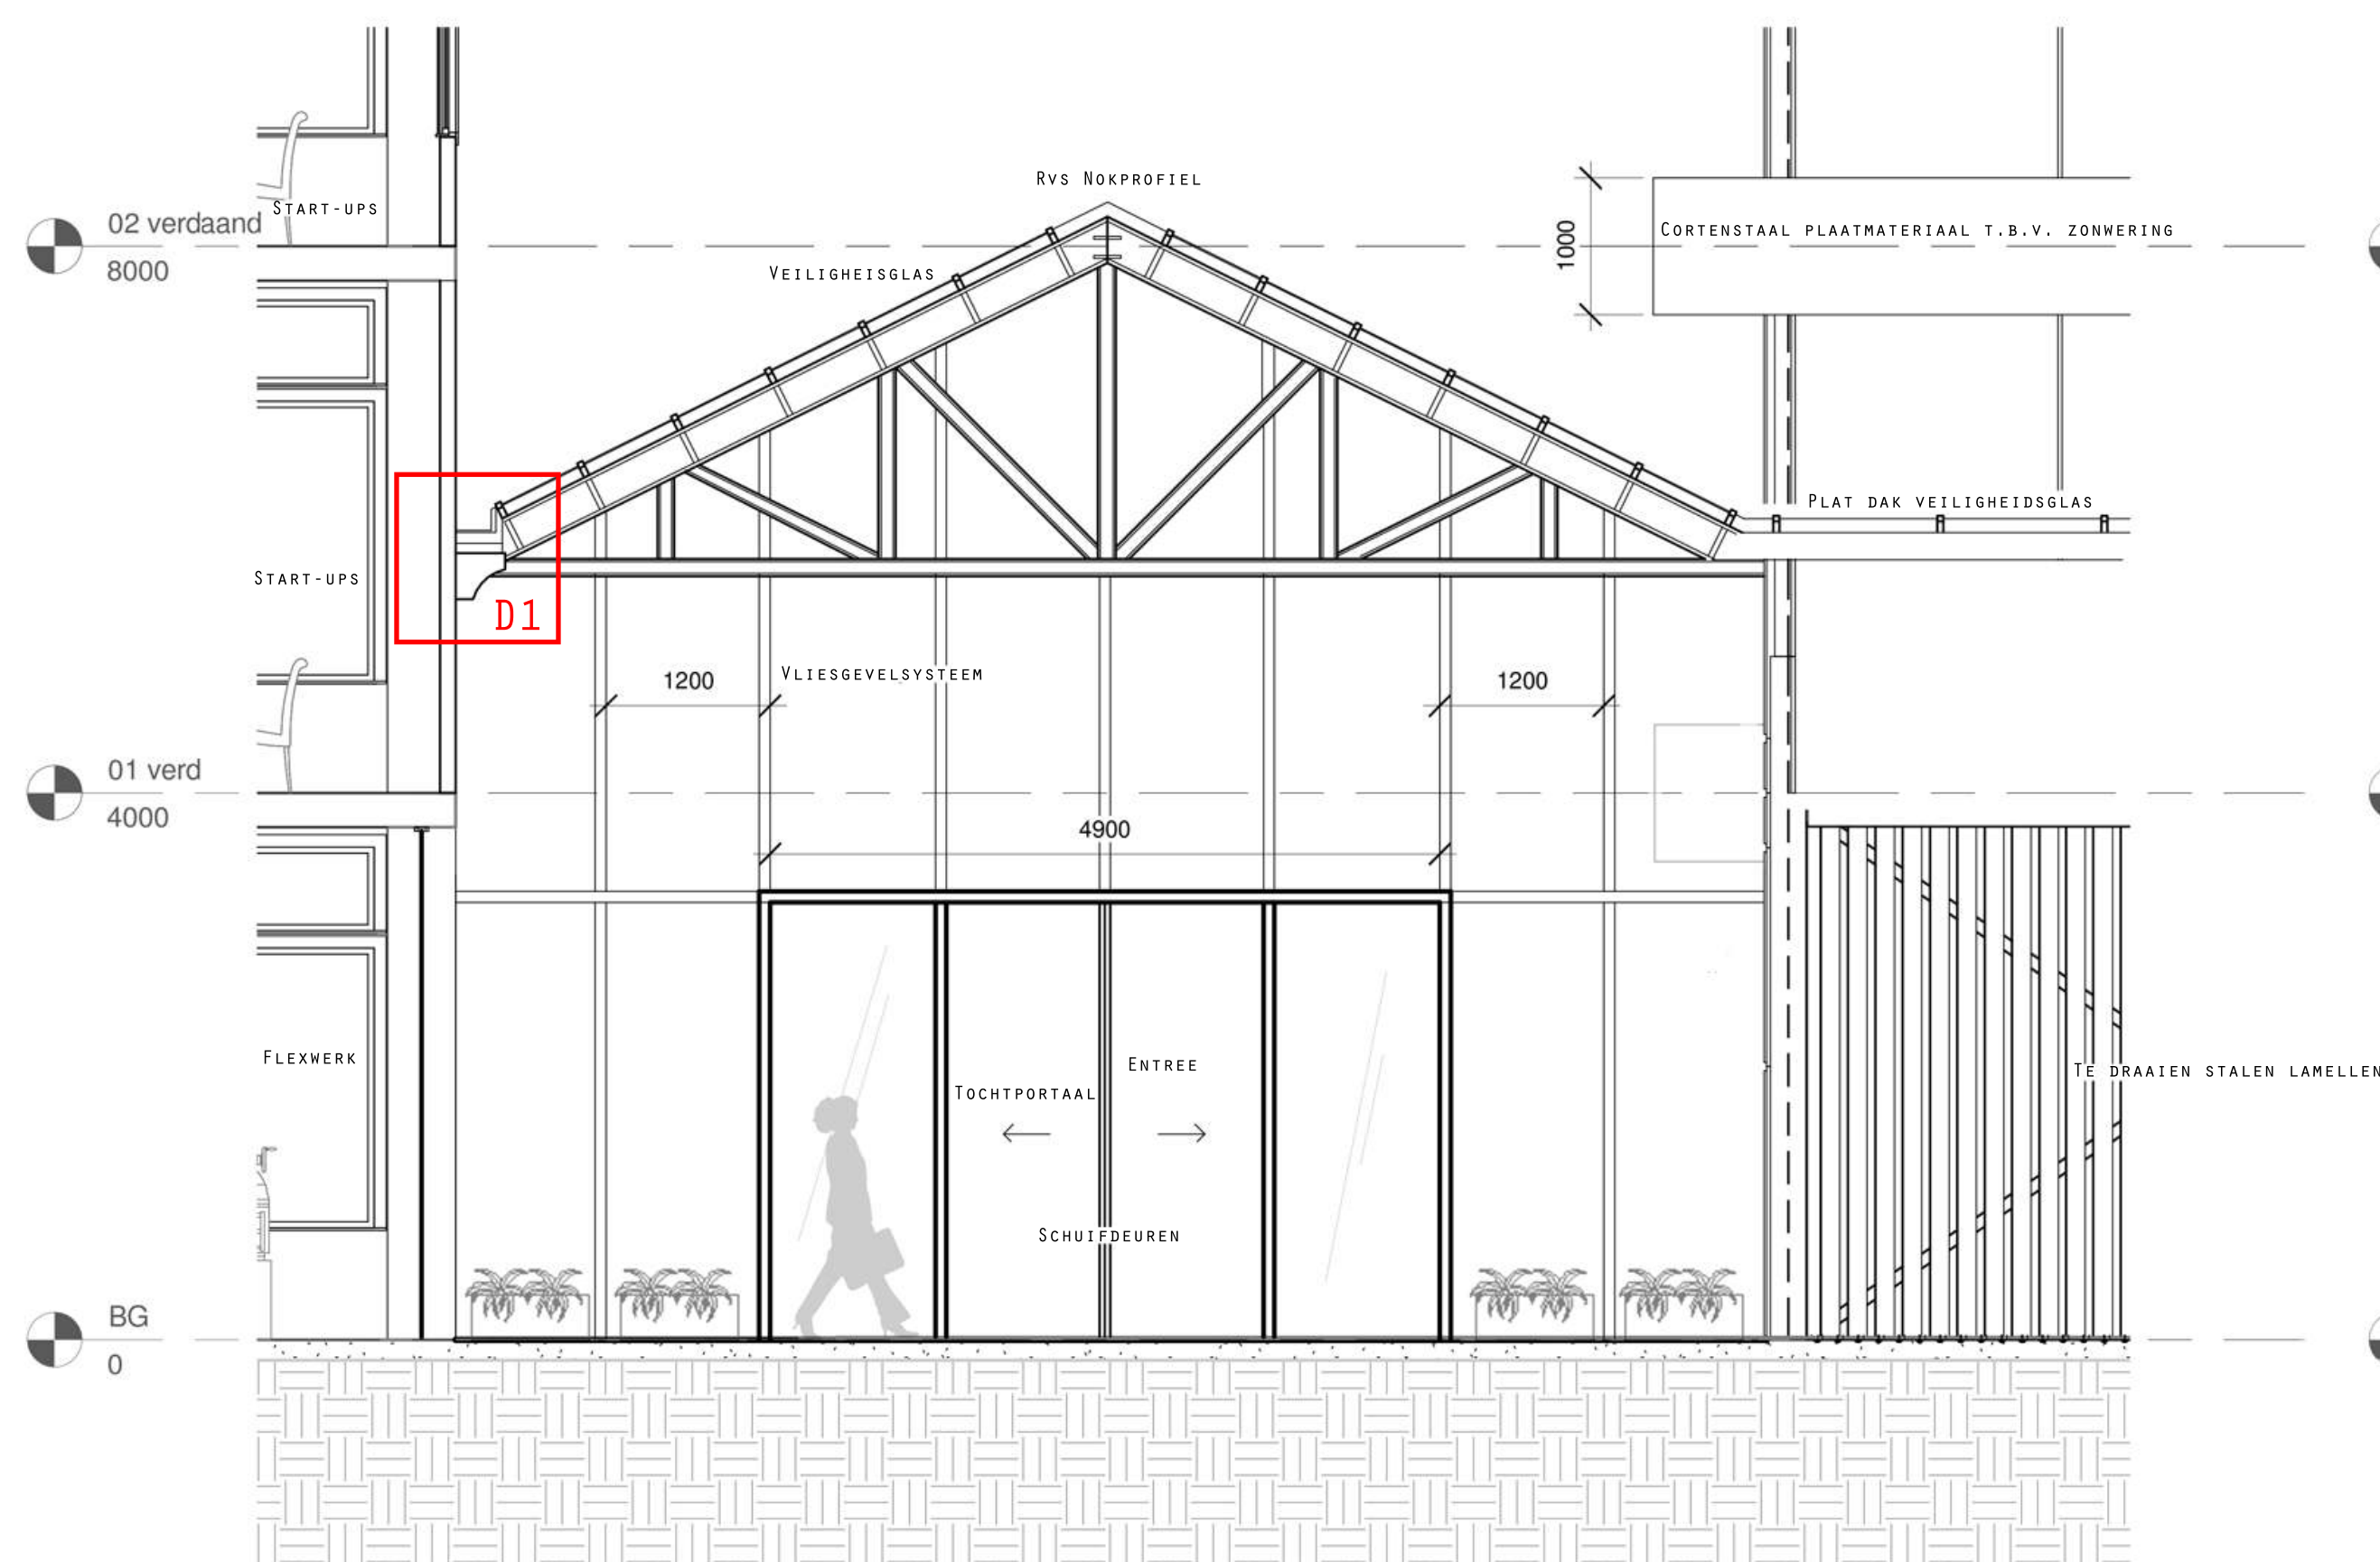 Rvs Nokprofiel
02 verdaand
Start-ups
8000
Veiligheisglas
1000
Cortenstaal plaatmateriaal t.b.v. zonwering
Plat dak veiligheidsglas
Start-ups
D1
1200
Vliesgevelsysteem
1200
01 verd
4000
4900
Flexwerk
Entree
Tochtportaal
Te draaien stalen lamellen
Schuifdeuren
BG
0